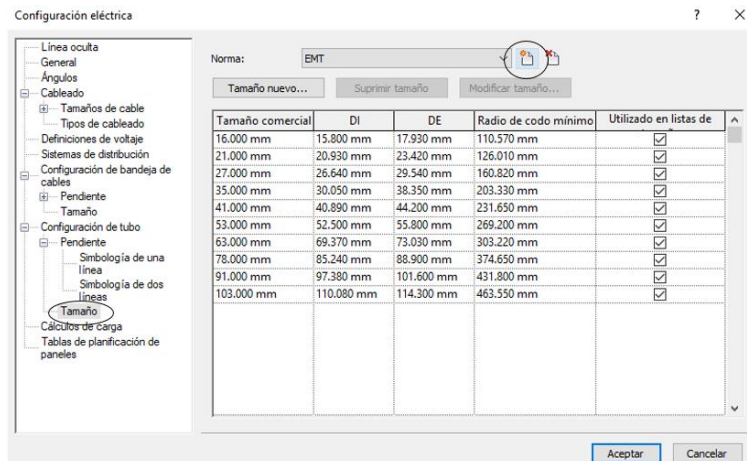 Configuración eléctrica
? ×
Línea oculta
General
Ángulos
Cableado
Tamaños de cable
Tipos de cableado
Definiciones de voltaje
Sistemas de distribución
Configuración de bandeja de
cables
Pendiente
Tamaño
Configuración de tubo
Pendiente
Simbología de una
línea
Simbología de dos
líneas
Tamaño
Cálculos de carga
Tablas de planificación de
paneles
Norma: EMT
Tamaño nuevo... Suprimir tamaño Modificar tamaño...
Tamaño comercial DI DE Radio de codo mínimo Utilizado en listas de
16.000 mm 15.800 mm 17.930 mm 110.570 mm
21.000 mm 20.930 mm 23.420 mm 126.010 mm
27.000 mm 26.640 mm 29.540 mm 160.820 mm
35.000 mm 30.050 mm 38.350 mm 203.330 mm
41.000 mm 40.890 mm 44.200 mm 231.650 mm
53.000 mm 52.500 mm 55.800 mm 269.200 mm
63.000 mm 69.370 mm 73.030 mm 303.220 mm
78.000 mm 85.240 mm 88.900 mm 374.650 mm
91.000 mm 97.380 mm 101.600 mm 431.800 mm
103.000 mm 110.080 mm 114.300 mm 463.550 mm
Aceptar Cancelar